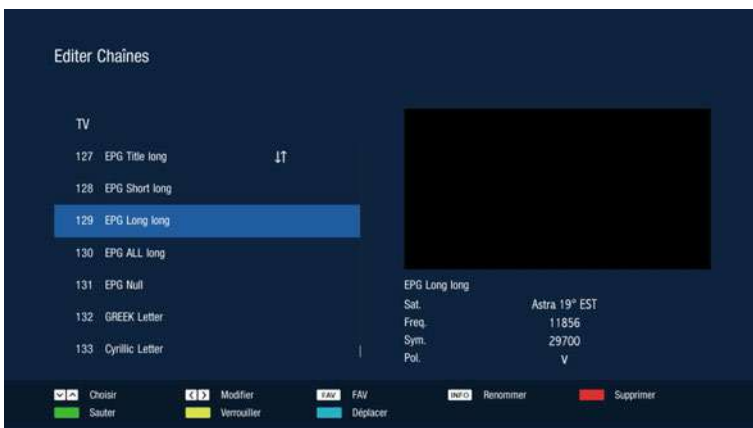 Editer Chaînes
TV
127 EPG Title long
128 EPG Short long
129 EPG Long long
130 EPG ALL long
131 EPG Null
132 GREEK Letter
133 Cyrillic Letter
EPG Long long
Sat. Astra 19° EST
Freq. 11856
Sym. 29700
Pol. V
Choisir Modifier FAV FAV INFO Renommer Supprimer
Sauter Verrouiller Déplacer